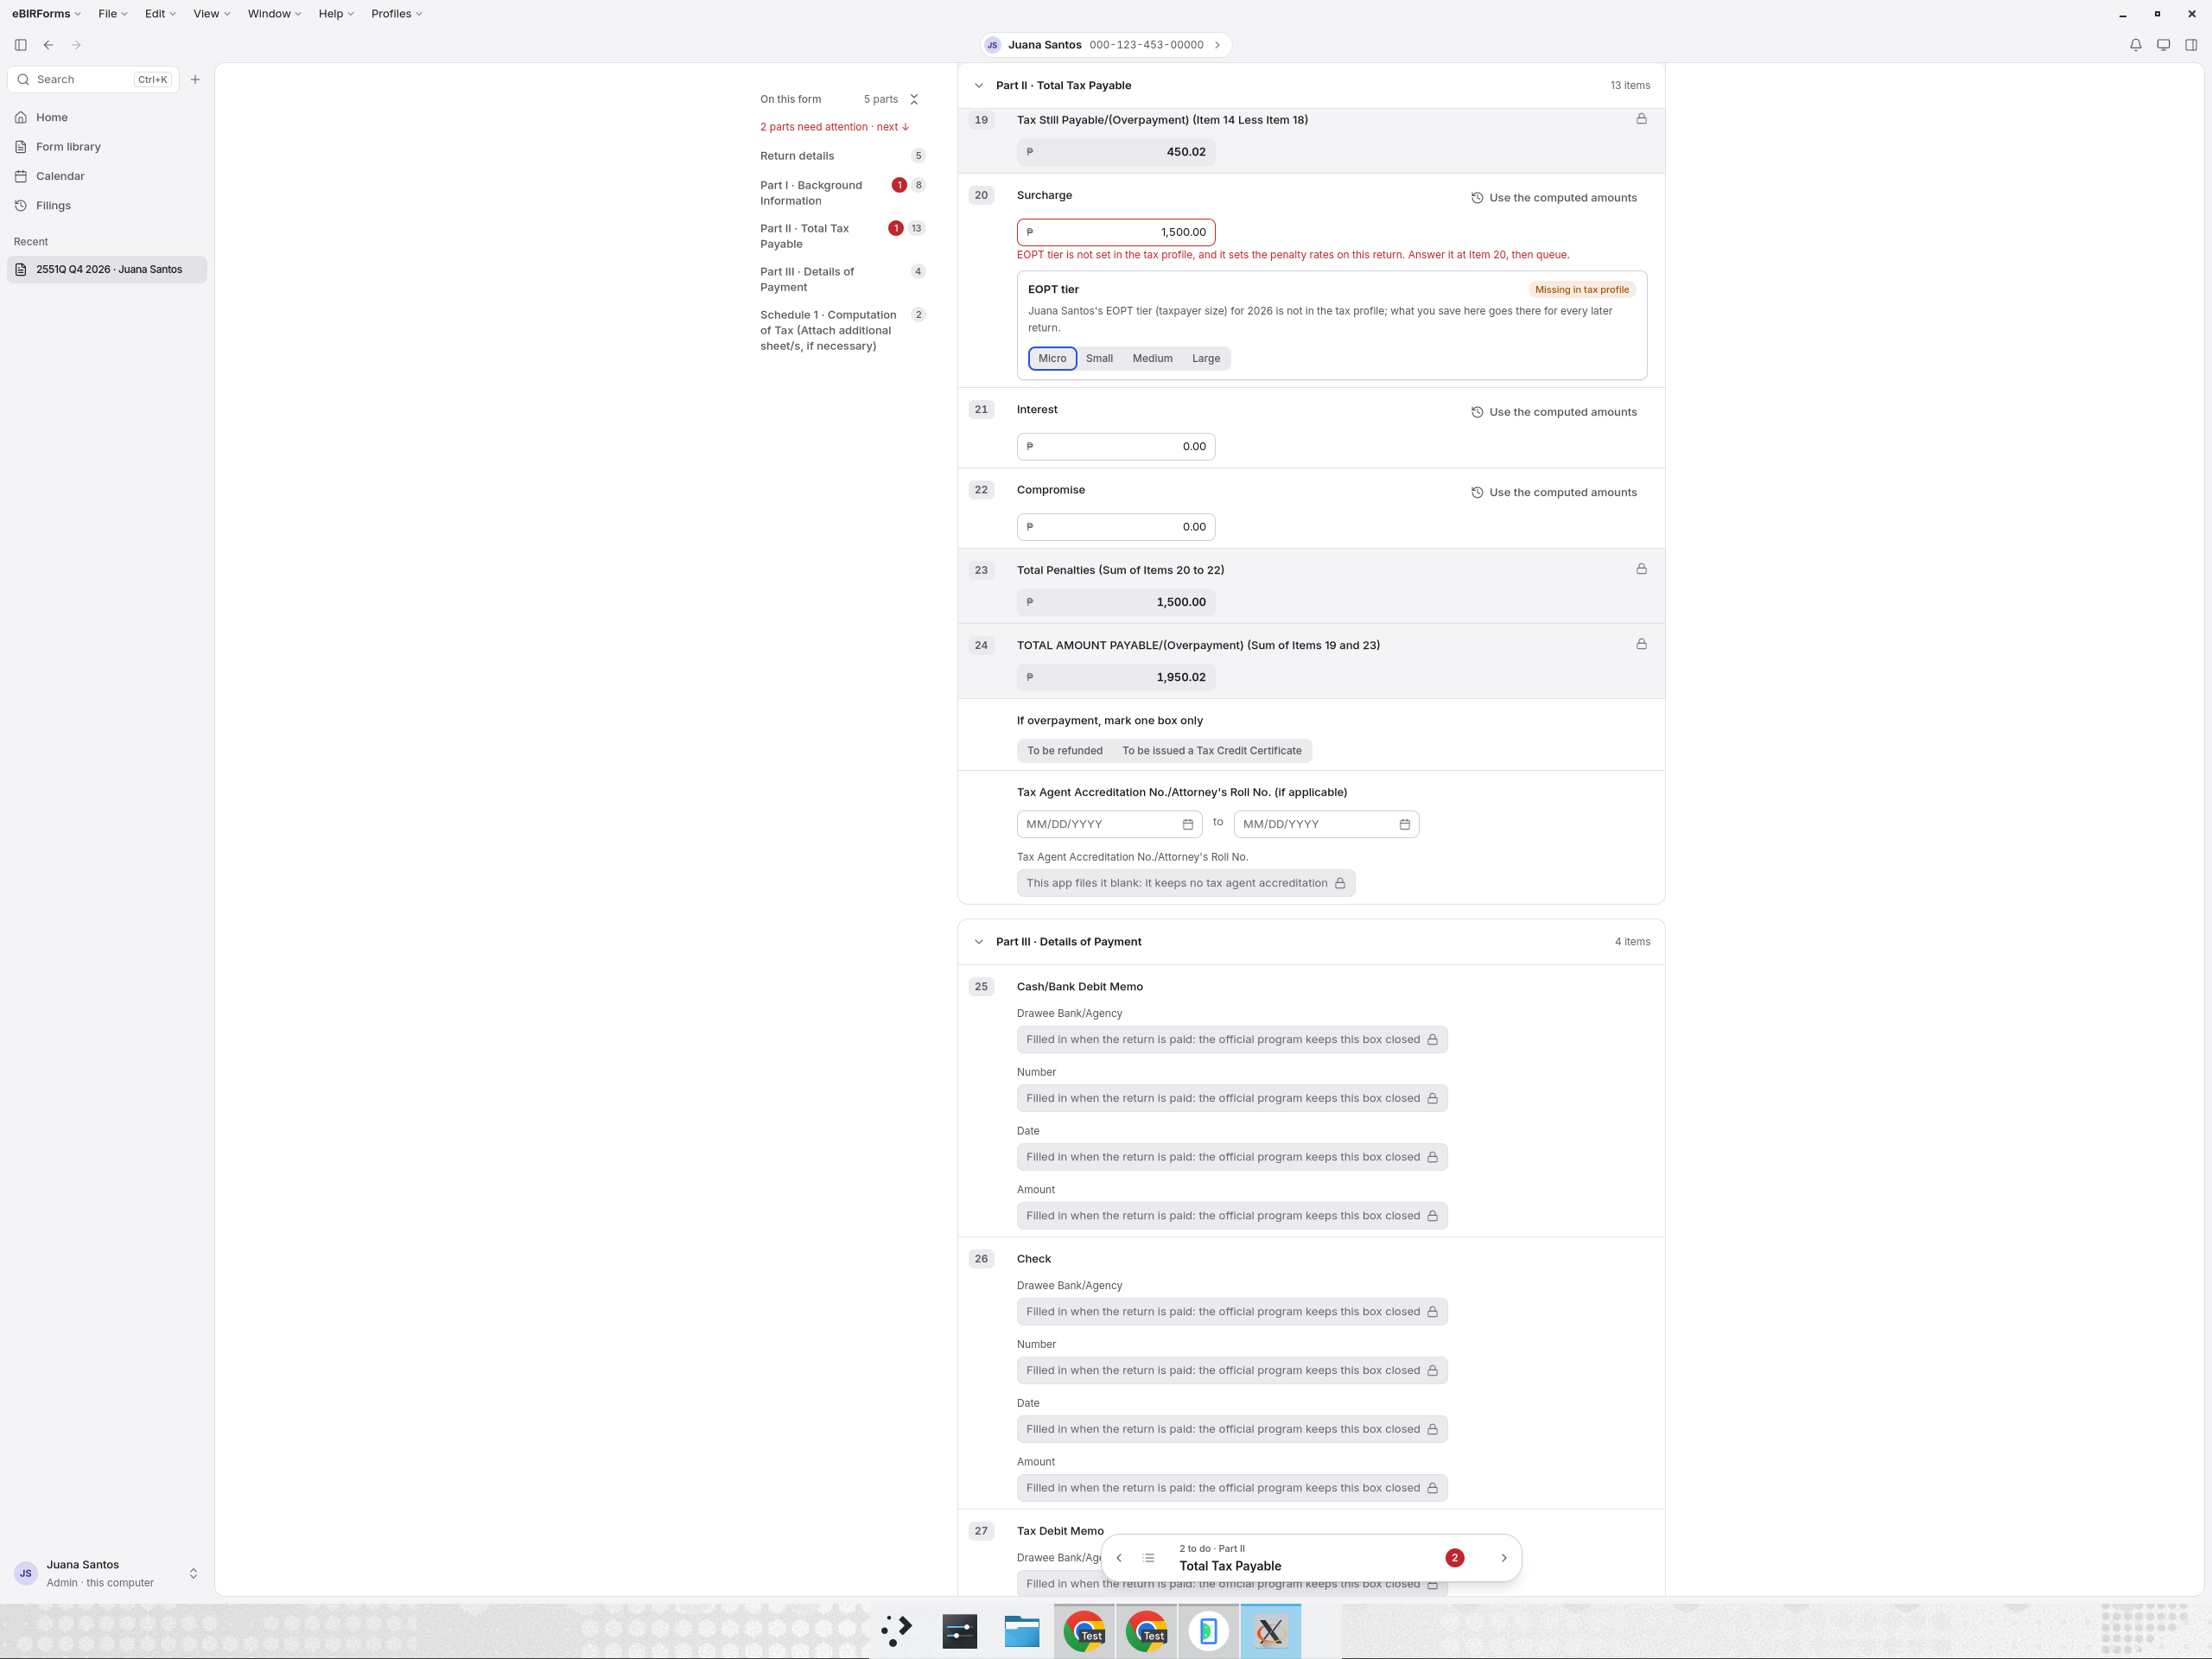 eBIRForms File Edit View Window Help Profiles
JS Juana Santos 000-123-453-00000
Search Ctrl+K
Home
Form library
Calendar
Filings
Recent
2551Q Q4 2026 · Juana Santos
On this form 5 parts
2 parts need attention · next ↓
Return details 5
Part I · Background Information 1 8
Part II · Total Tax Payable 1 13
Part III · Details of Payment 4
Schedule 1 · Computation of Tax (Attach additional sheet/s, if necessary) 2
Part II · Total Tax Payable 13 items
19 Tax Still Payable/(Overpayment) (Item 14 Less Item 18)
₱ 450.02
20 Surcharge Use the computed amounts
₱ 1,500.00
EOPT tier is not set in the tax profile, and it sets the penalty rates on this return. Answer it at Item 20, then queue.
EOPT tier Missing in tax profile
Juana Santos's EOPT tier (taxpayer size) for 2026 is not in the tax profile; what you save here goes there for every later
return.
Micro Small Medium Large
21 Interest Use the computed amounts
₱ 0.00
22 Compromise Use the computed amounts
₱ 0.00
23 Total Penalties (Sum of Items 20 to 22)
₱ 1,500.00
24 TOTAL AMOUNT PAYABLE/(Overpayment) (Sum of Items 19 and 23)
₱ 1,950.02
If overpayment, mark one box only
To be refunded To be issued a Tax Credit Certificate
Tax Agent Accreditation No./Attorney's Roll No. (if applicable)
MM/DD/YYYY to MM/DD/YYYY
Tax Agent Accreditation No./Attorney's Roll No.
This app files it blank: it keeps no tax agent accreditation
Part III · Details of Payment 4 items
25 Cash/Bank Debit Memo
Drawee Bank/Agency
Filled in when the return is paid: the official program keeps this box closed
Number
Filled in when the return is paid: the official program keeps this box closed
Date
Filled in when the return is paid: the official program keeps this box closed
Amount
Filled in when the return is paid: the official program keeps this box closed
26 Check
Drawee Bank/Agency
Filled in when the return is paid: the official program keeps this box closed
Number
Filled in when the return is paid: the official program keeps this box closed
Date
Filled in when the return is paid: the official program keeps this box closed
Amount
Filled in when the return is paid: the official program keeps this box closed
27 Tax Debit Memo
Drawee Bank/Age
Filled in when the return is paid: the official program keeps this box closed
2 to do · Part II
Total Tax Payable 2
JS Juana Santos
Admin · this computer
Test Test